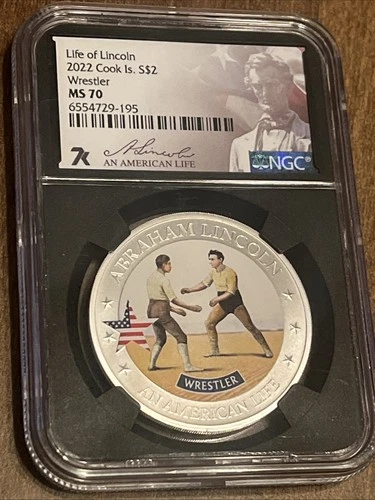 Life of Lincoln
2022 Cook Is. S$2
Wrestler
MS 70
6554729-195
7k
A. Lincoln
AN AMERICAN LIFE
NGC
ABRAHAM LINCOLN
WRESTLER
AN AMERICAN LIFE